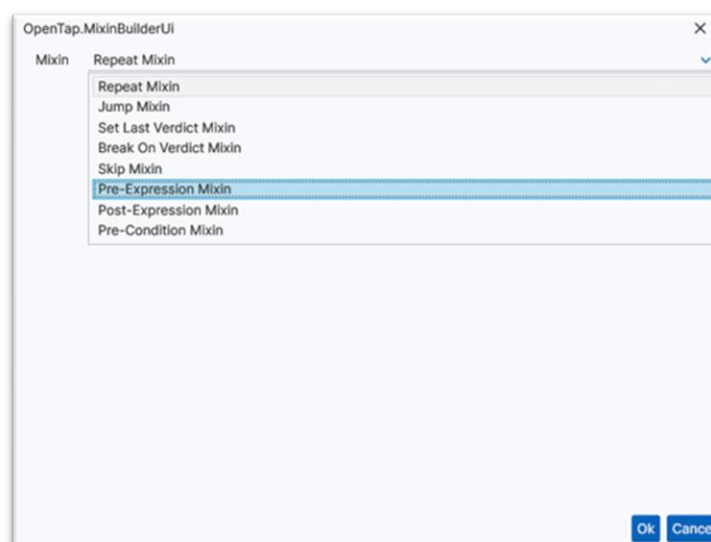 OpenTap.MixinBuilderUi
Mixin Repeat Mixin
Repeat Mixin
Jump Mixin
Set Last Verdict Mixin
Break On Verdict Mixin
Skip Mixin
Pre-Expression Mixin
Post-Expression Mixin
Pre-Condition Mixin
Ok Cance